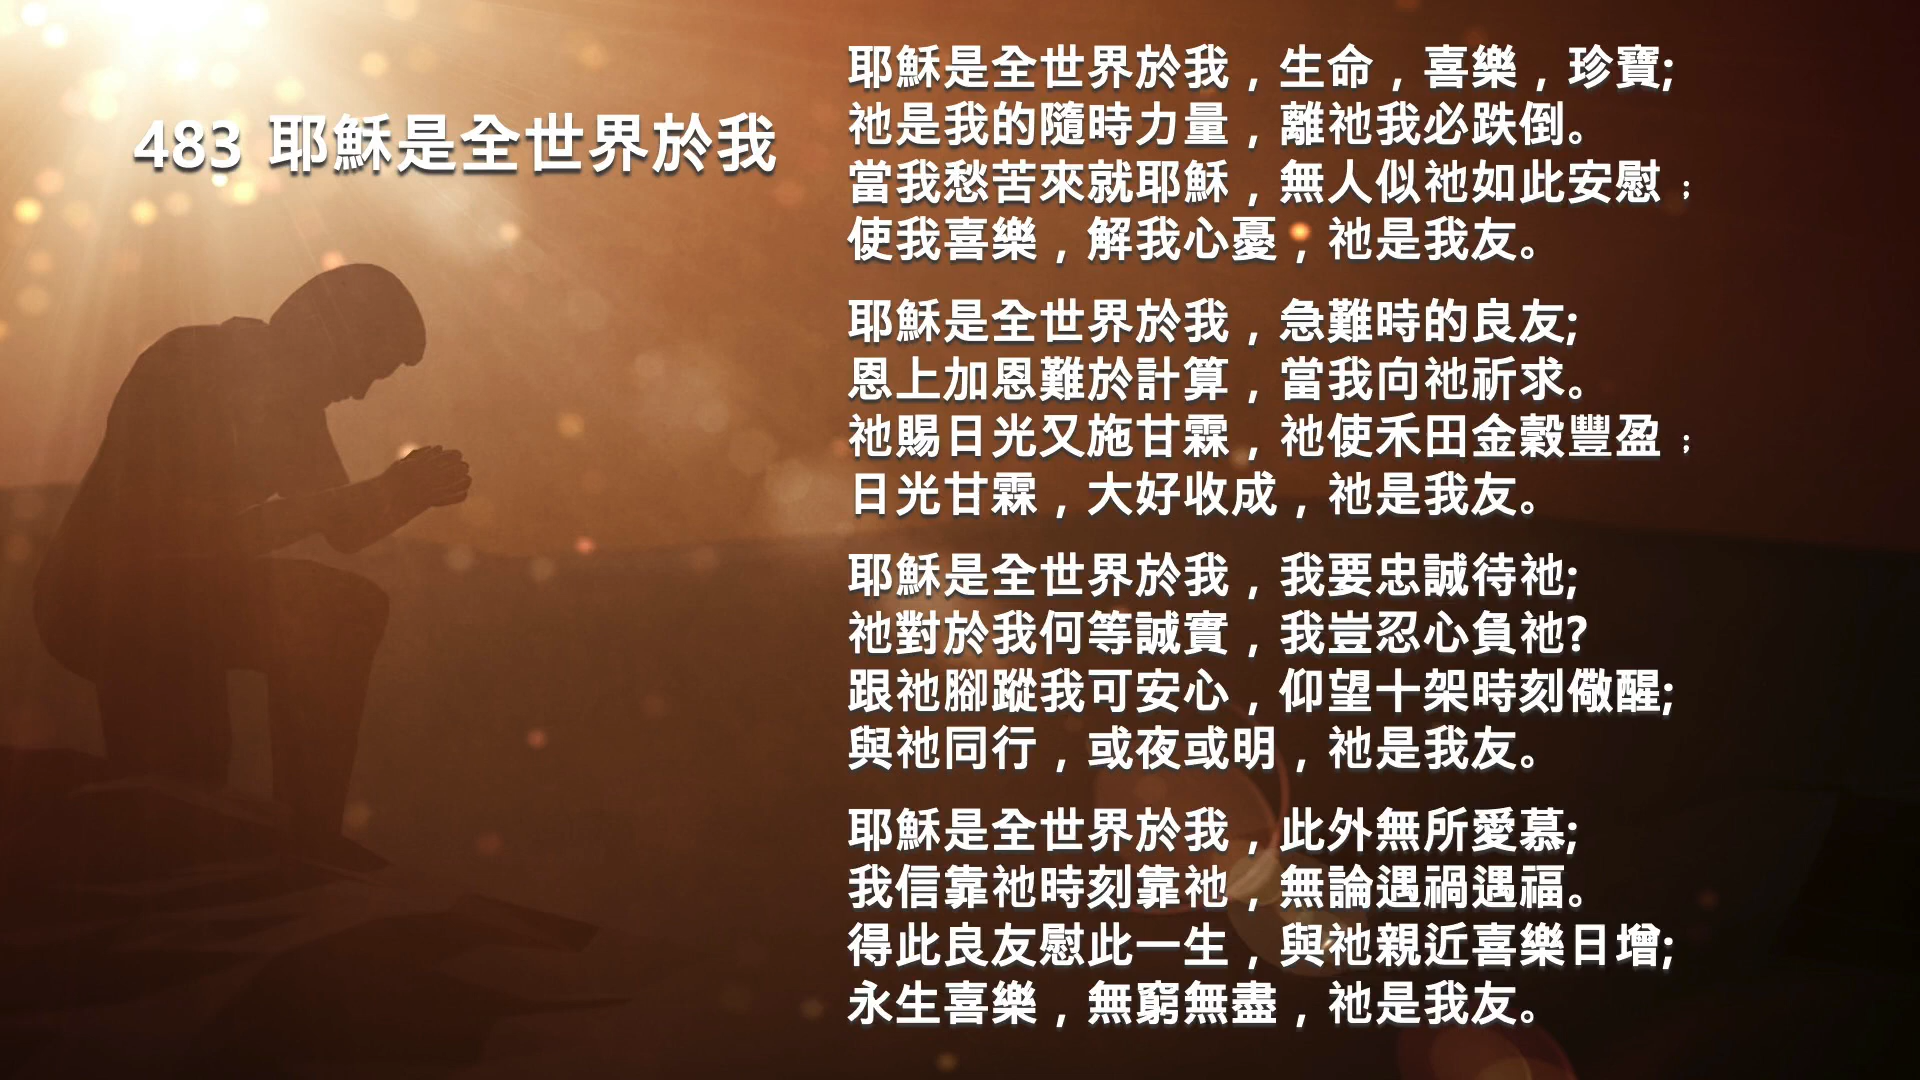 483 耶穌是全世界於我
耶穌是全世界於我，生命，喜樂，珍寶;
祂是我的隨時力量，離祂我必跌倒。
當我愁苦來就耶穌，無人似祂如此安慰；
使我喜樂，解我心憂，祂是我友。
耶穌是全世界於我，急難時的良友;
恩上加恩難於計算，當我向祂祈求。
祂賜日光又施甘霖，祂使禾田金穀豐盈；
日光甘霖，大好收成，祂是我友。
耶穌是全世界於我，我要忠誠待祂;
祂對於我何等誠實，我豈忍心負祂?
跟祂腳蹤我可安心，仰望十架時刻儆醒;
與祂同行，或夜或明，祂是我友。
耶穌是全世界於我，此外無所愛慕;
我信靠祂時刻靠祂，無論遇禍遇福。
得此良友慰此一生，與祂親近喜樂日增;
永生喜樂，無窮無盡，祂是我友。